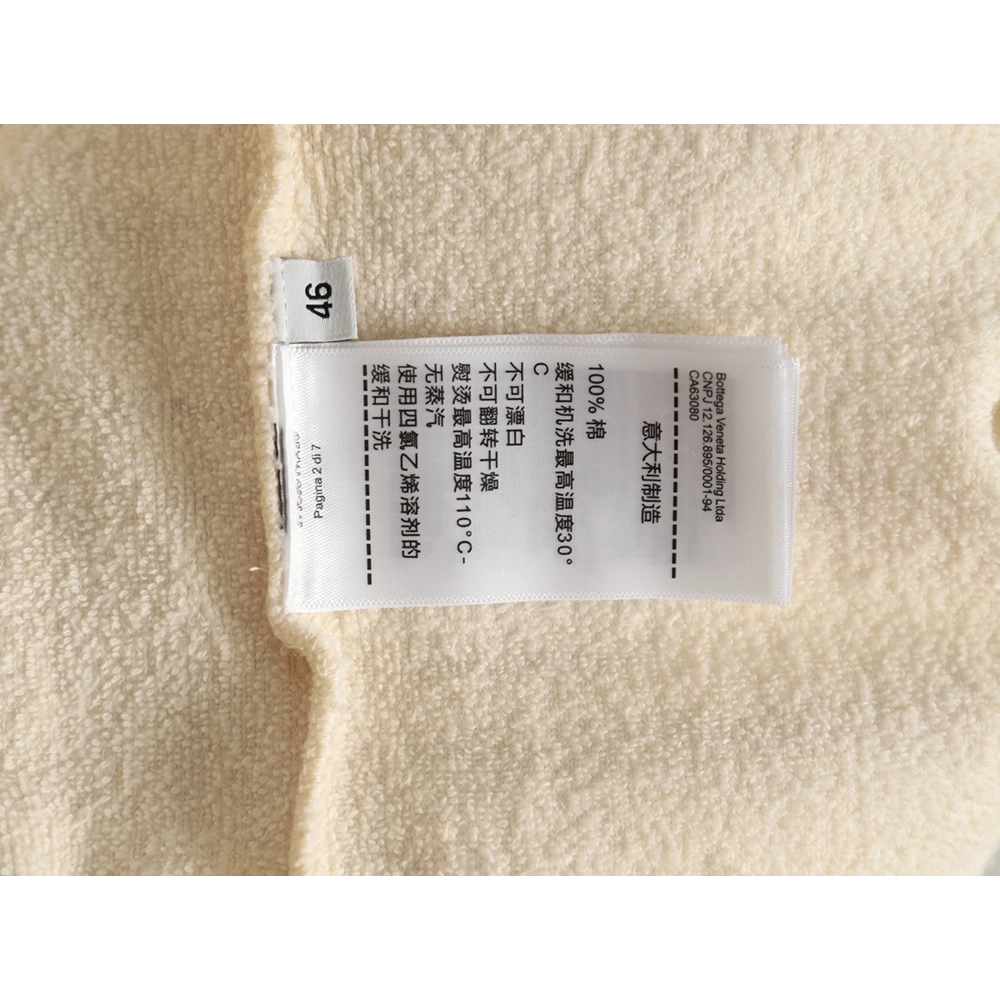 46
Bottega Veneta Holding Ltda
CNPJ 12.126.895/0001-94
CA63080
意大利制造
100% 棉
缓和机洗最高温度30°
C
不可漂白
不可翻转干燥
熨烫最高温度110°C-
无蒸汽
使用四氯乙烯溶剂的
缓和干洗
Pagina 2 di 7